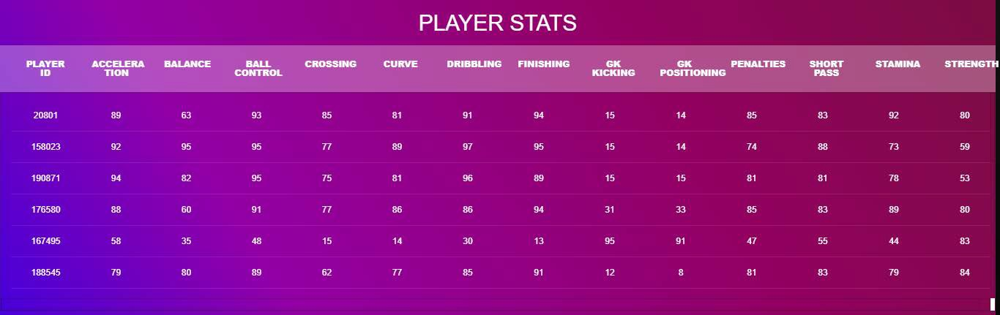 PLAYER STATS
PLAYER ID ACCELERATION BALANCE BALL CONTROL CROSSING CURVE DRIBBLING FINISHING GK KICKING GK POSITIONING PENALTIES SHORT PASS STAMINA STRENGTH
20801 89 63 93 85 81 91 94 15 14 85 83 92 80
158023 92 95 95 77 89 97 95 15 14 74 88 73 59
190871 94 82 95 75 81 96 89 15 15 81 81 78 53
176580 88 60 91 77 86 86 94 31 33 85 83 89 80
167495 58 35 48 15 14 30 13 95 91 47 55 44 83
188545 79 80 89 62 77 85 91 12 8 81 83 79 84